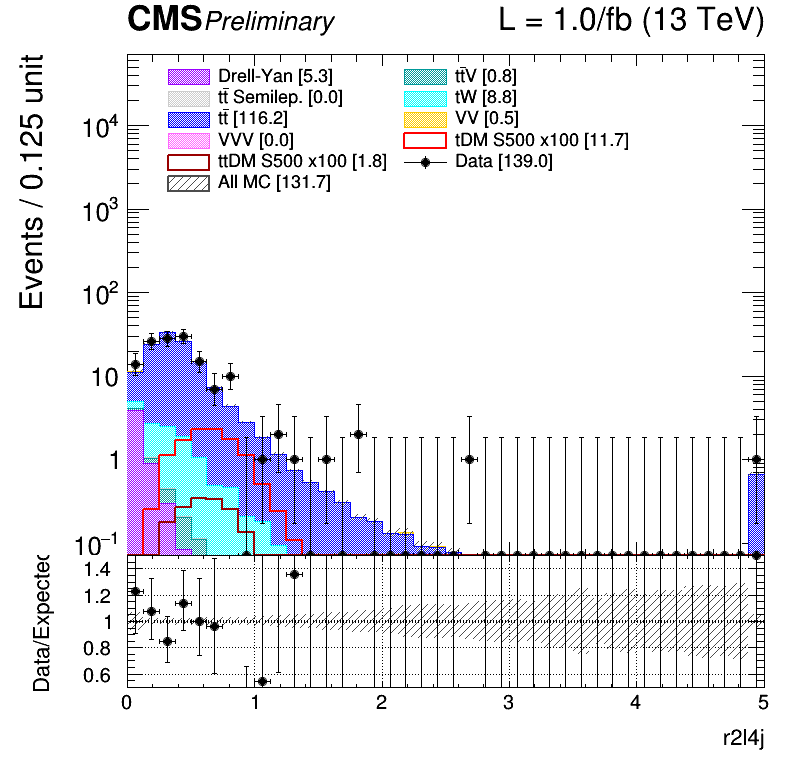 CMS Preliminary L = 1.0/fb (13 TeV)
Drell-Yan [5.3] tt̄V [0.8]
tt̄ Semilep. [0.0] tW [8.8]
tt̄ [116.2] VV [0.5]
VVV [0.0] tDM S500 x100 [11.7]
ttDM S500 x100 [1.8] Data [139.0]
All MC [131.7]
Events / 0.125 unit
10⁴
10³
10²
10
1
10⁻¹
Data/Expected
1.4
1.2
1
0.8
0.6
0 1 2 3 4 5
r2l4j